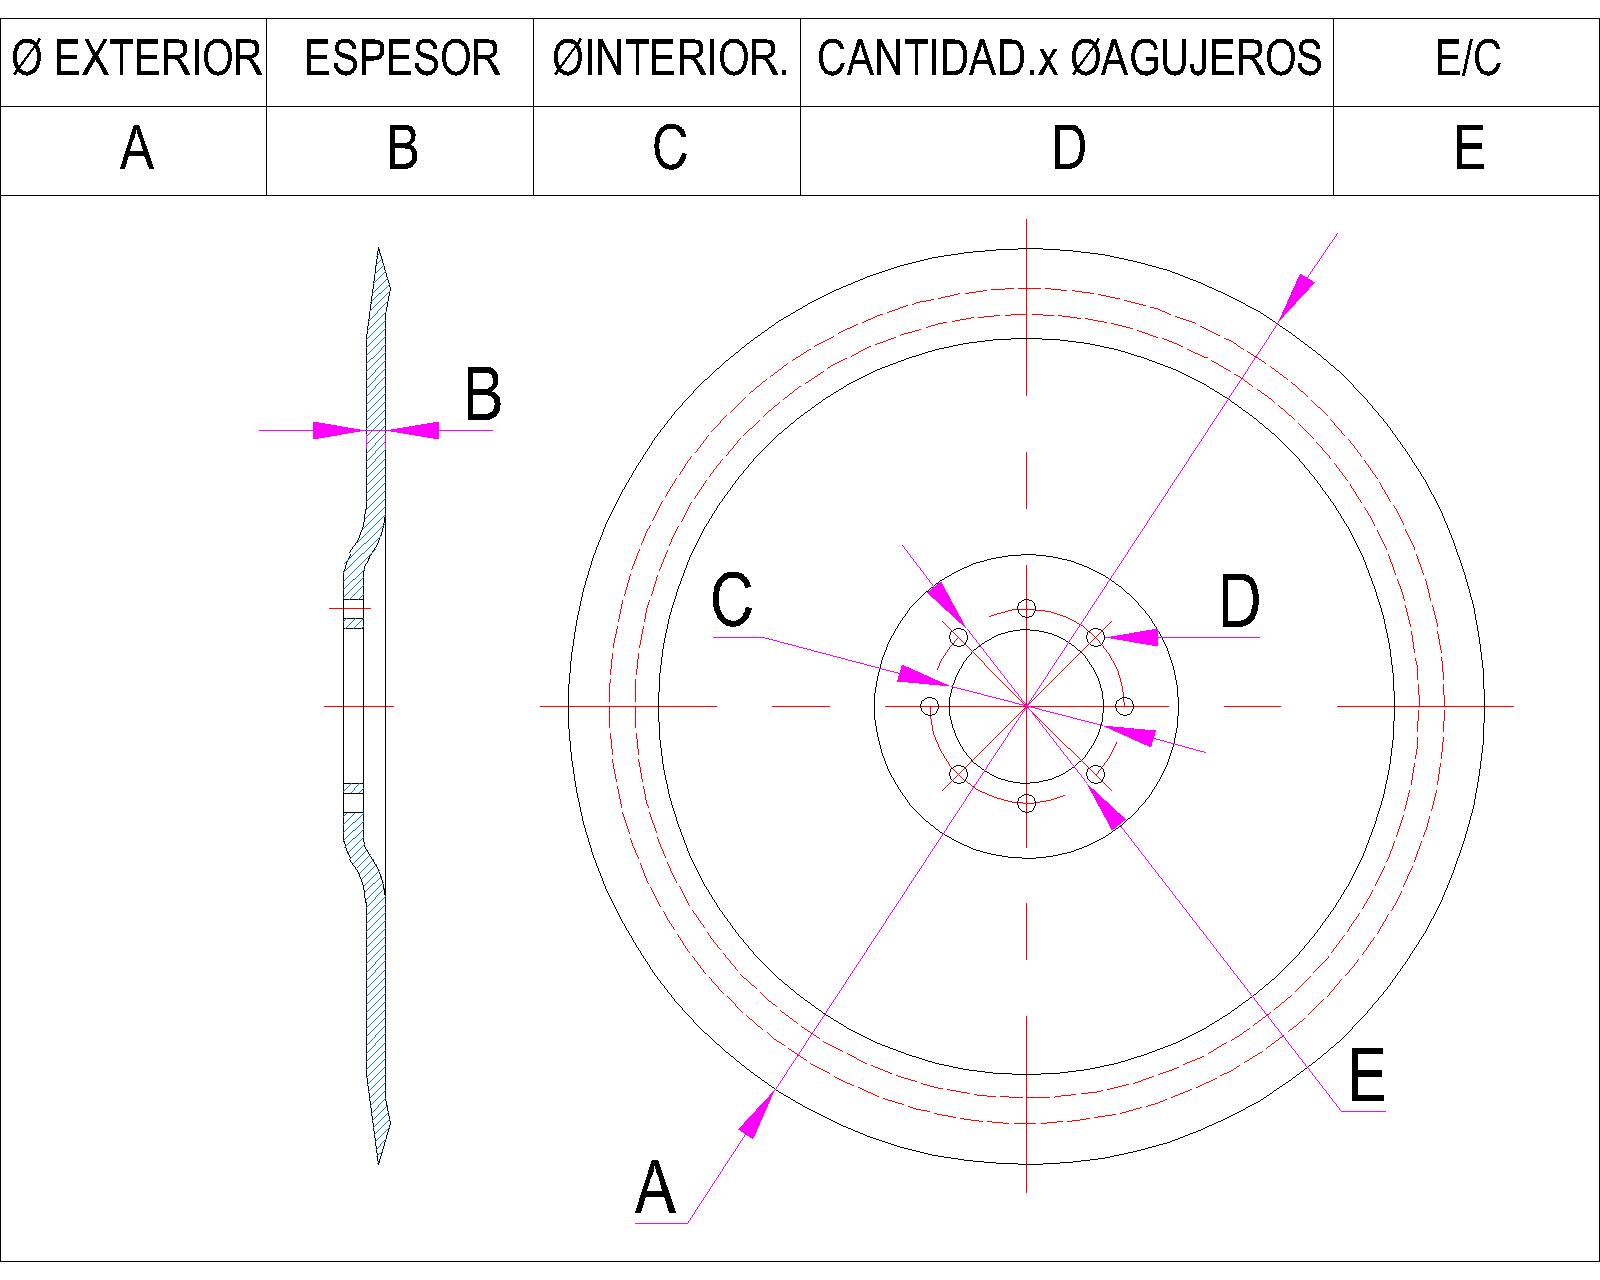 Ø EXTERIOR ESPESOR ØINTERIOR. CANTIDAD.x ØAGUJEROS E/C
A B C D E
B
C
D
E
A